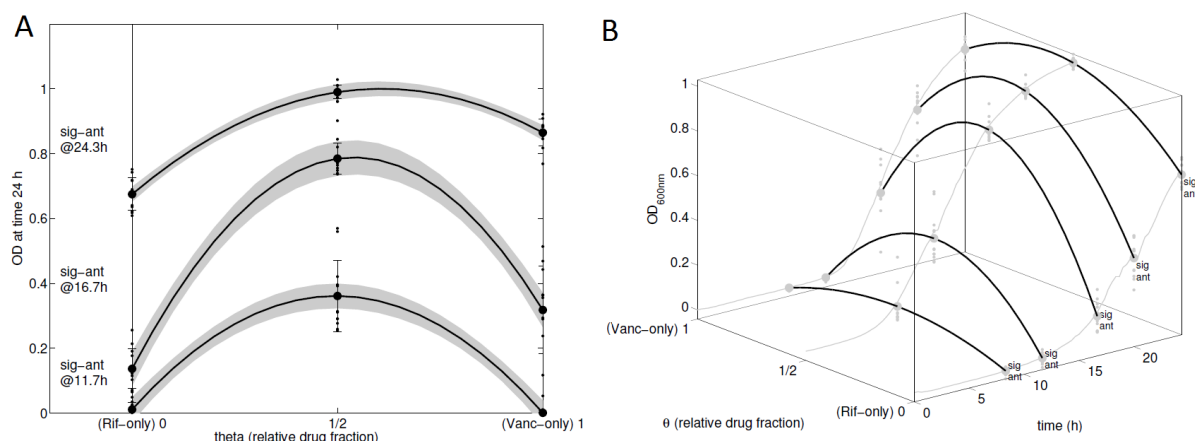 A
OD at time 24 h
1
0.8
0.6
0.4
0.2
0
sig-ant
@24.3h
sig-ant
@16.7h
sig-ant
@11.7h
(Rif-only) 0
1/2
(Vanc-only) 1
theta (relative drug fraction)
B
OD600nm
1
0.8
0.6
0.4
0.2
0
(Vanc-only) 1
1/2
(Rif-only) 0
θ (relative drug fraction)
0
5
10
15
20
time (h)
sig
ant
sig
ant
sig
ant
sig
ant
sig
ant